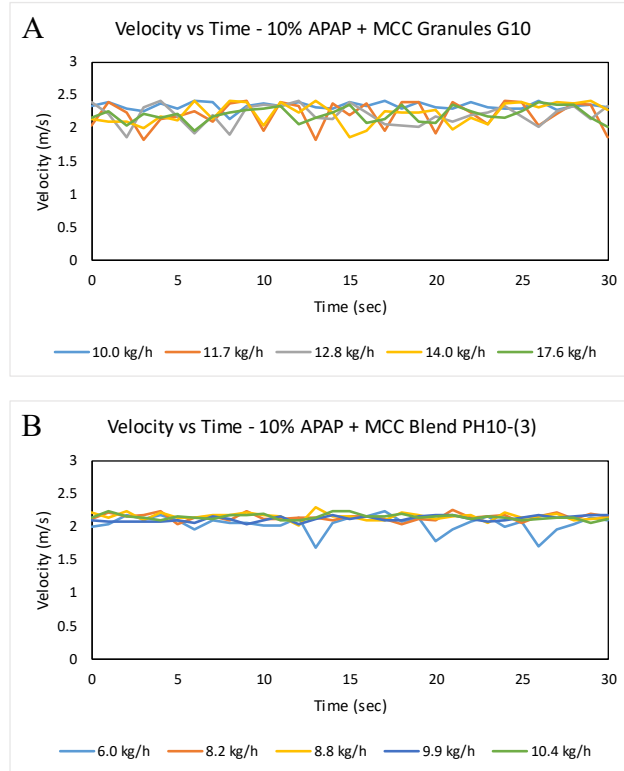 A
Velocity vs Time - 10% APAP + MCC Granules G10
3
2.5
2
1.5
1
0.5
0
Velocity (m/s)
0 5 10 15 20 25 30
Time (sec)
10.0 kg/h 11.7 kg/h 12.8 kg/h 14.0 kg/h 17.6 kg/h
B
Velocity vs Time - 10% APAP + MCC Blend PH10-(3)
3
2.5
2
1.5
1
0.5
0
Velocity (m/s)
0 5 10 15 20 25 30
Time (sec)
6.0 kg/h 8.2 kg/h 8.8 kg/h 9.9 kg/h 10.4 kg/h